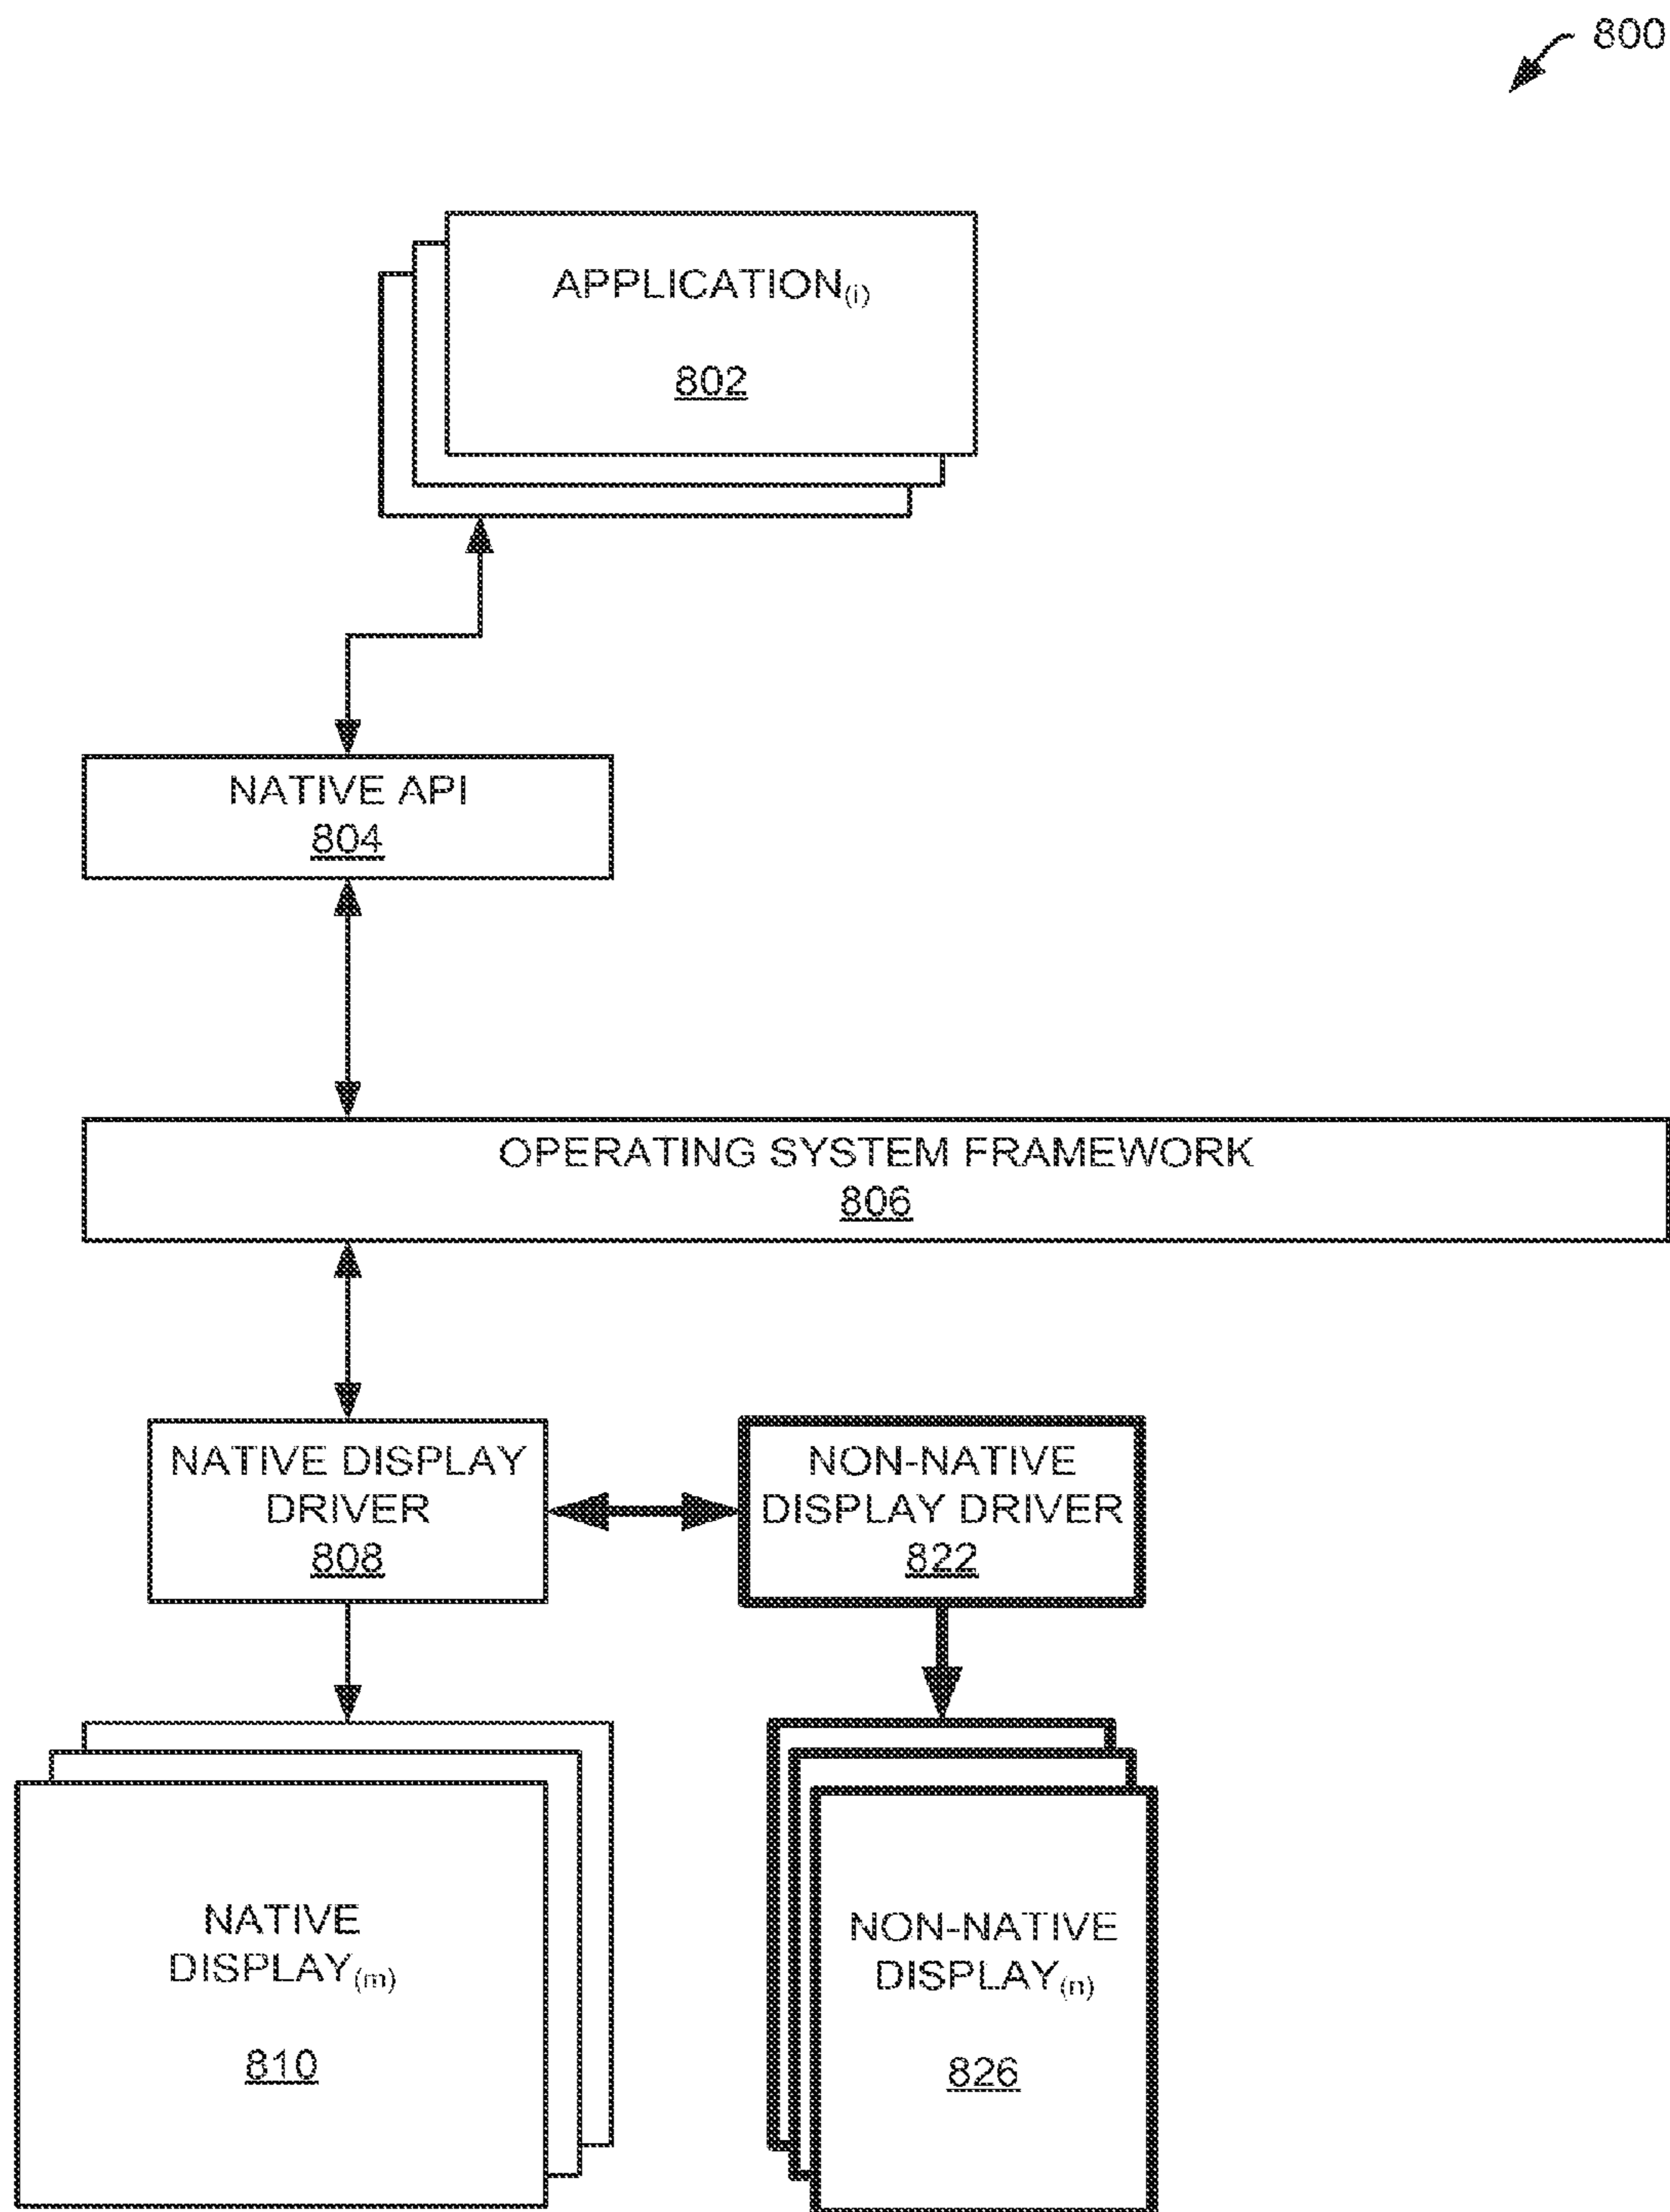 800
APPLICATION(i)
802
NATIVE API
804
OPERATING SYSTEM FRAMEWORK
806
NATIVE DISPLAY
DRIVER
808
NON-NATIVE
DISPLAY DRIVER
822
NATIVE
DISPLAY(m)
810
NON-NATIVE
DISPLAY(n)
826